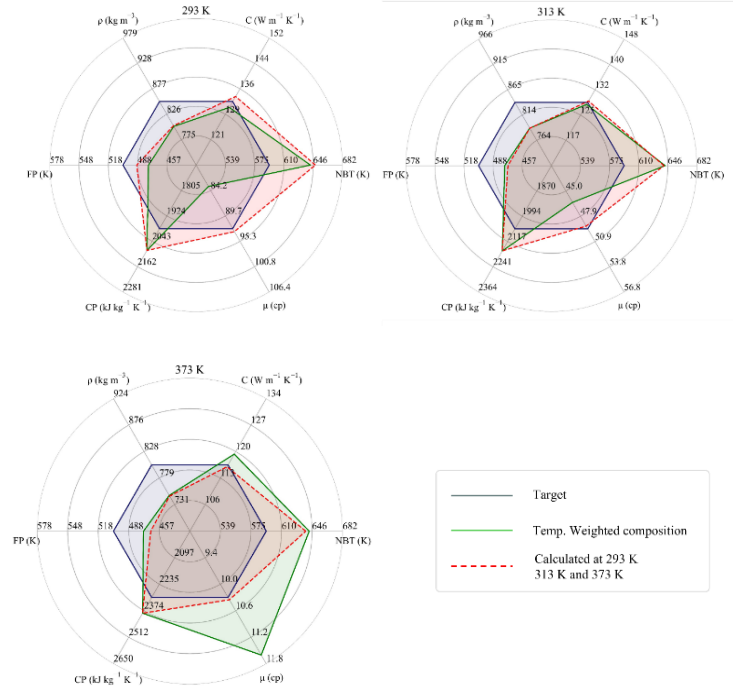 293 K
ρ (kg m⁻³)
C (W m⁻¹ K⁻¹)
979
152
928
144
877
136
826
129
775
121
578 548 518 488 457 539 575 610 646 682
FP (K)
NBT (K)
1805
84.2
1924
89.7
2043
95.3
2162
100.8
2281
106.4
CP (kJ kg⁻¹ K⁻¹)
μ (cp)
313 K
ρ (kg m⁻³)
C (W m⁻¹ K⁻¹)
966
148
915
140
865
132
814
125
764
117
578 548 518 488 457 539 575 610 646 682
FP (K)
NBT (K)
1870
45.0
1994
47.9
2117
50.9
2241
53.8
2364
56.8
CP (kJ kg⁻¹ K⁻¹)
μ (cp)
373 K
ρ (kg m⁻³)
C (W m⁻¹ K⁻¹)
924
134
876
127
828
120
779
113
731
106
578 548 518 488 457 539 575 610 646 682
FP (K)
NBT (K)
2097
9.4
2235
10.0
2374
10.6
2512
11.2
2650
11.8
CP (kJ kg⁻¹ K⁻¹)
μ (cp)
Target
Temp. Weighted composition
Calculated at 293 K
313 K and 373 K